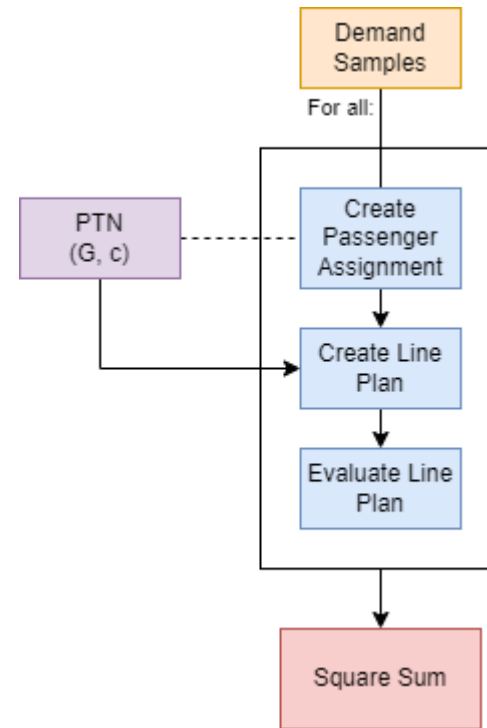 Demand
Samples
For all:
PTN
(G, c)
Create
Passenger
Assignment
Create Line
Plan
Evaluate Line
Plan
Square Sum